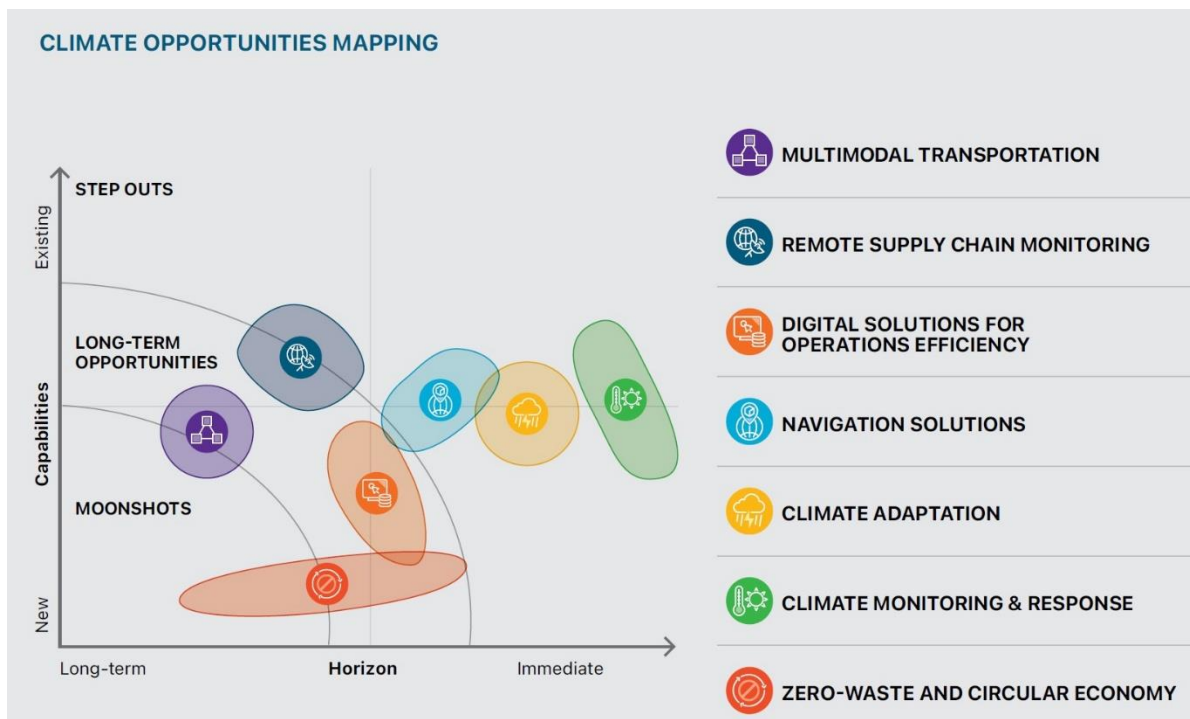 CLIMATE OPPORTUNITIES MAPPING
STEP OUTS
Existing
LONG-TERM
OPPORTUNITIES
Capabilities
MOONSHOTS
New
Long-term
Horizon
Immediate
MULTIMODAL TRANSPORTATION
REMOTE SUPPLY CHAIN MONITORING
DIGITAL SOLUTIONS FOR
OPERATIONS EFFICIENCY
NAVIGATION SOLUTIONS
CLIMATE ADAPTATION
CLIMATE MONITORING & RESPONSE
ZERO-WASTE AND CIRCULAR ECONOMY